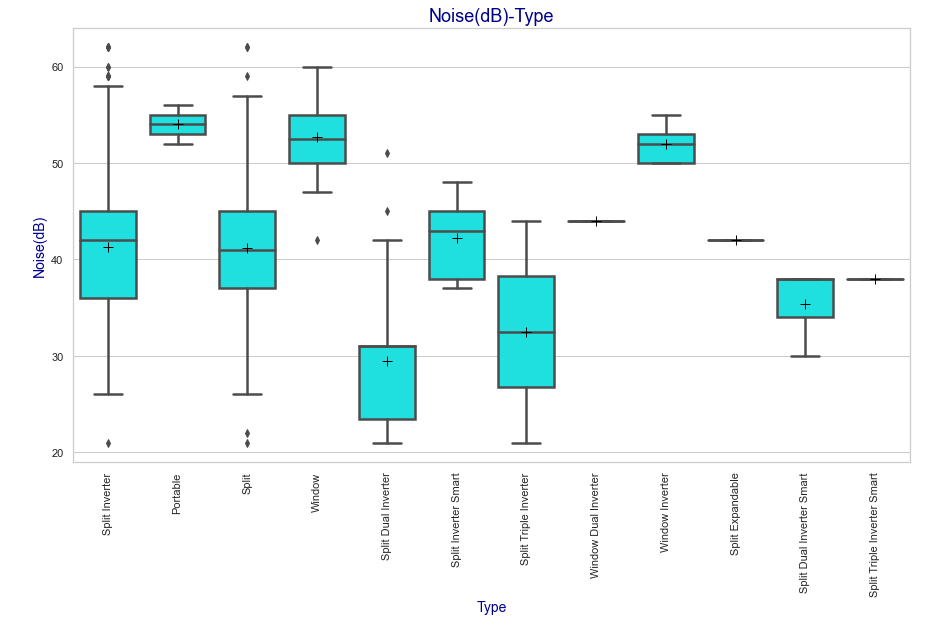 Noise(dB)-Type
Noise(dB)
60
50
40
30
20
Split Inverter
Portable
Split
Window
Split Dual Inverter
Split Inverter Smart
Split Triple Inverter
Window Dual Inverter
Window Inverter
Split Expandable
Split Dual Inverter Smart
Split Triple Inverter Smart
Type